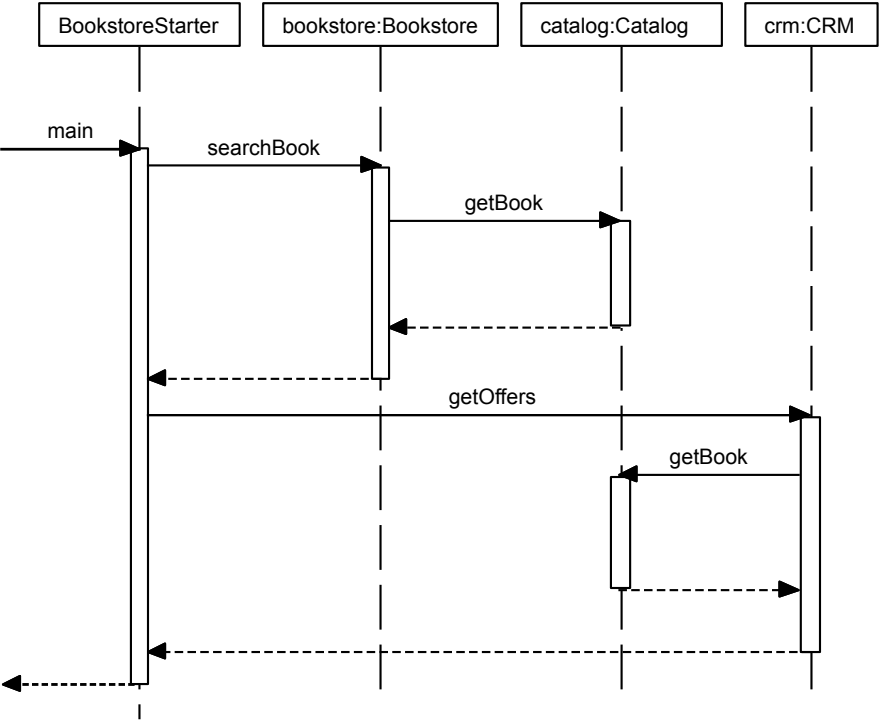 BookstoreStarter
bookstore:Bookstore
catalog:Catalog
crm:CRM
main
searchBook
getBook
getOffers
getBook